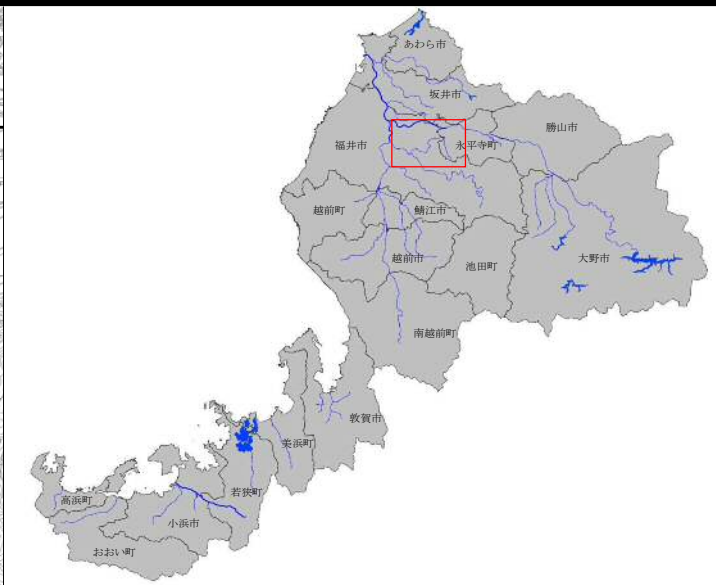 あわら市
坂井市
勝山市
福井市
永平寺町
越前町
鯖江市
越前市
池田町
大野市
南越前町
敦賀市
美浜町
若狭町
高浜町
小浜市
おおい町